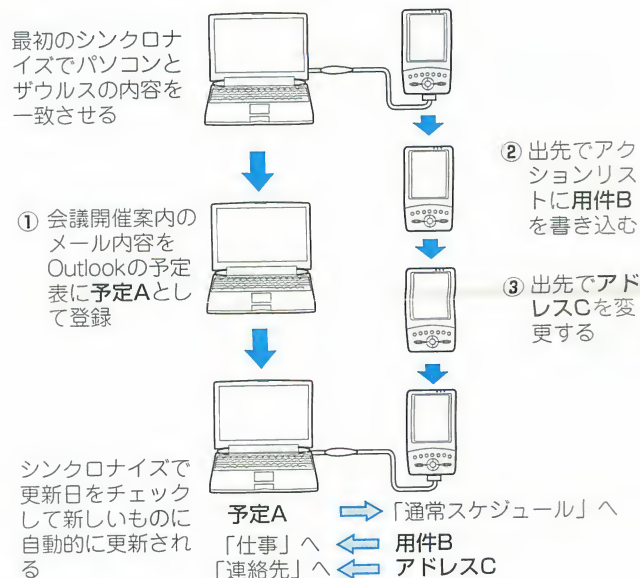 最初のシンクロナ
イズでパソコンと
ザウルスの内容を
一致させる
② 出先でアク
ションリス
トに用件B
を書き込む
① 会議開催案内の
メール内容を
Outlookの予定
表に予定Aとし
て登録
③ 出先でアド
レスCを変
更する
シンクロナイズで
更新日をチェック
して新しいものに
自動的に更新され
る
予定A ⇨「通常スケジュール」へ
「仕事」へ ⇦ 用件B
「連絡先」へ ⇦ アドレスC